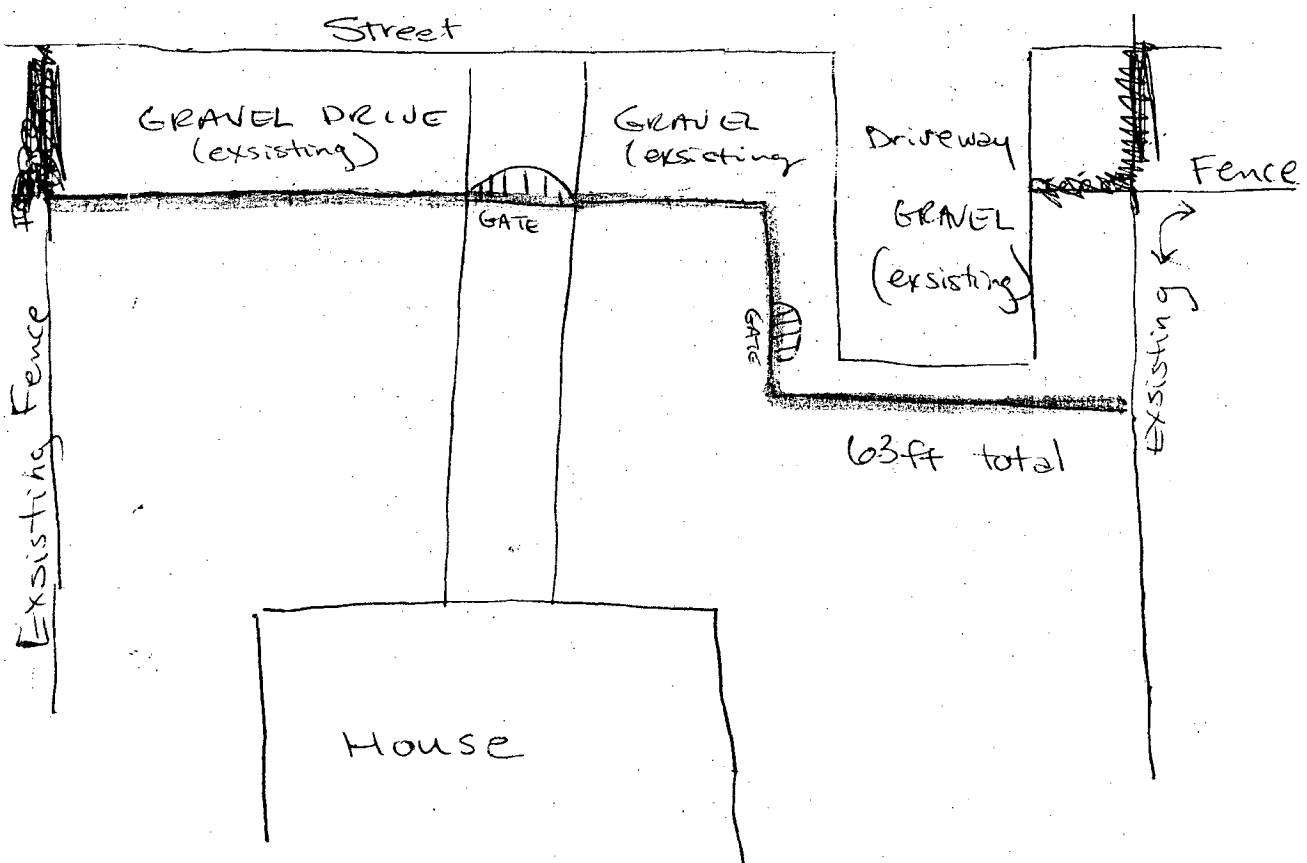 Street
GRAVEL DRIVE
(exsisting)
GRAVEL
(exsisting
Driveway
GRAVEL
(exsisting)
Fence
GATE
GATE
Exsisting Fence
Exsisting
63ft total
House